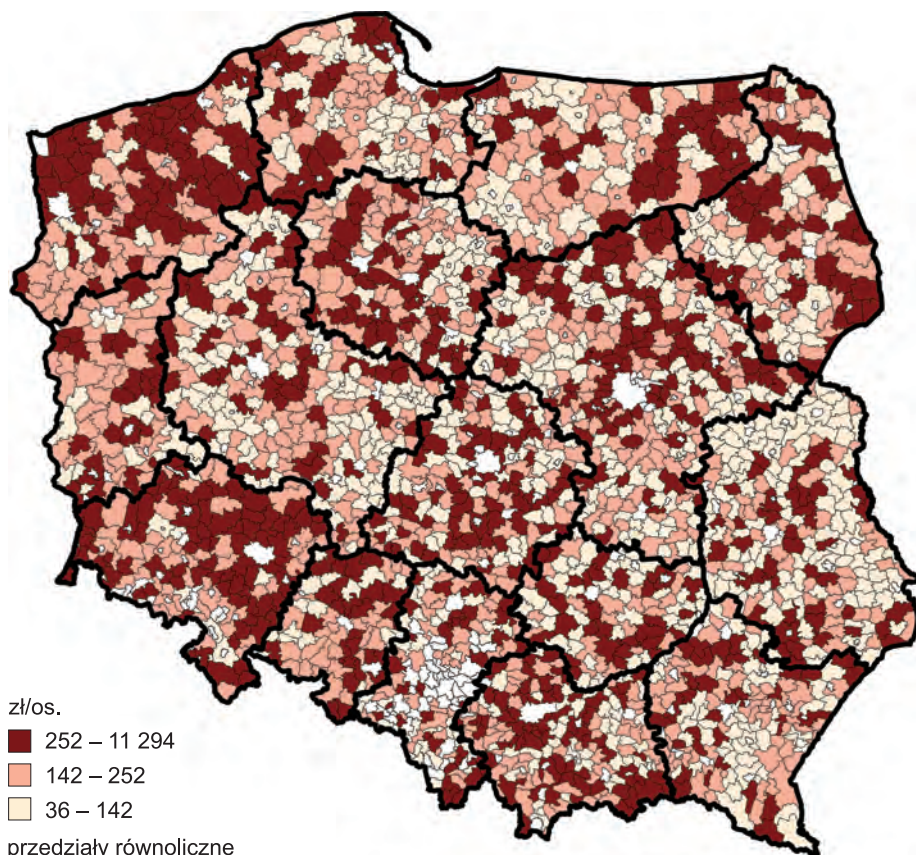 zł/os.
252 – 11 294
142 – 252
36 – 142
przedziały równoliczne